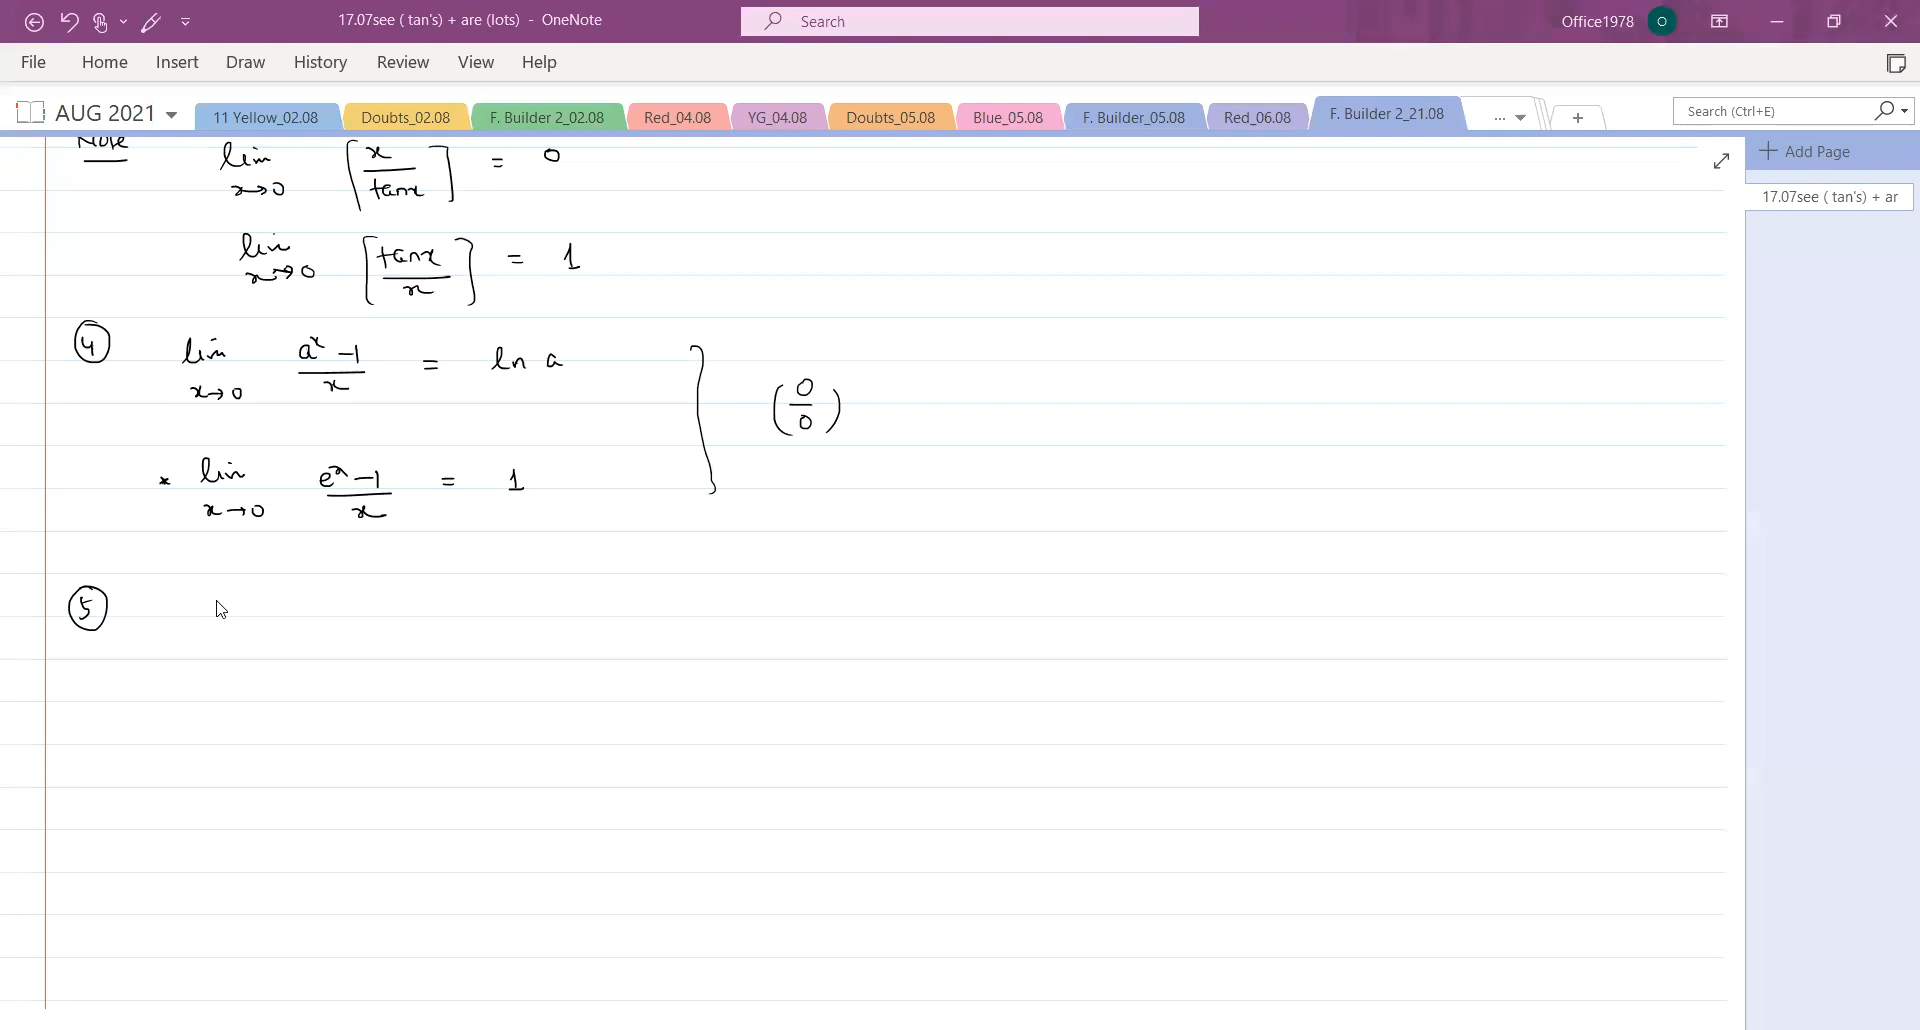 17.07see ( tan's) + are (lots) - OneNote
Search
Office1978
O
File Home Insert Draw History Review View Help
AUG 2021
11 Yellow_02.08
Doubts_02.08
F. Builder 2_02.08
Red_04.08
YG_04.08
Doubts_05.08
Blue_05.08
F. Builder_05.08
Red_06.08
F. Builder 2_21.08
...
+
Search (Ctrl+E)
+ Add Page
17.07see ( tan's) + ar
Note lim x→0 [x/tanx] = 0
lim x→0 [tanx/x] = 1
④ lim x→0 (a^x - 1)/x = ln a
(0/0)
* lim x→0 (e^x - 1)/x = 1
⑤